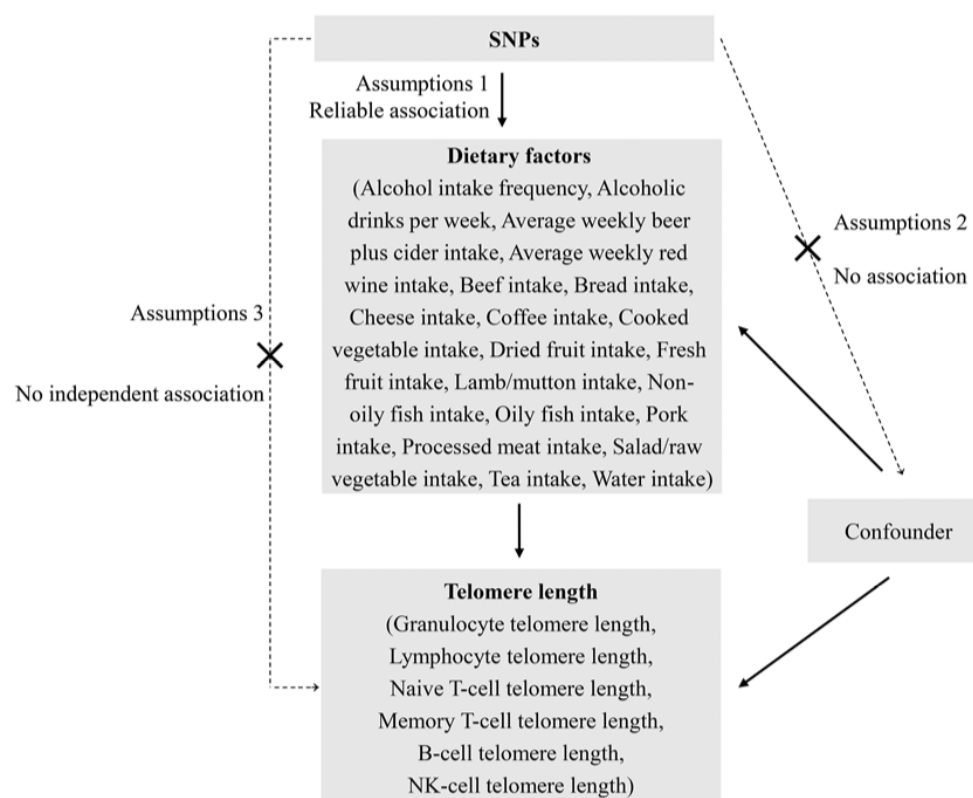 SNPs
Assumptions 1
Reliable association
Dietary factors
(Alcohol intake frequency, Alcoholic
drinks per week, Average weekly beer
plus cider intake, Average weekly red
wine intake, Beef intake, Bread intake,
Cheese intake, Coffee intake, Cooked
vegetable intake, Dried fruit intake, Fresh
fruit intake, Lamb/mutton intake, Non-
oily fish intake, Oily fish intake, Pork
intake, Processed meat intake, Salad/raw
vegetable intake, Tea intake, Water intake)
Assumptions 2
No association
Assumptions 3
No independent association
Confounder
Telomere length
(Granulocyte telomere length,
Lymphocyte telomere length,
Naive T-cell telomere length,
Memory T-cell telomere length,
B-cell telomere length,
NK-cell telomere length)